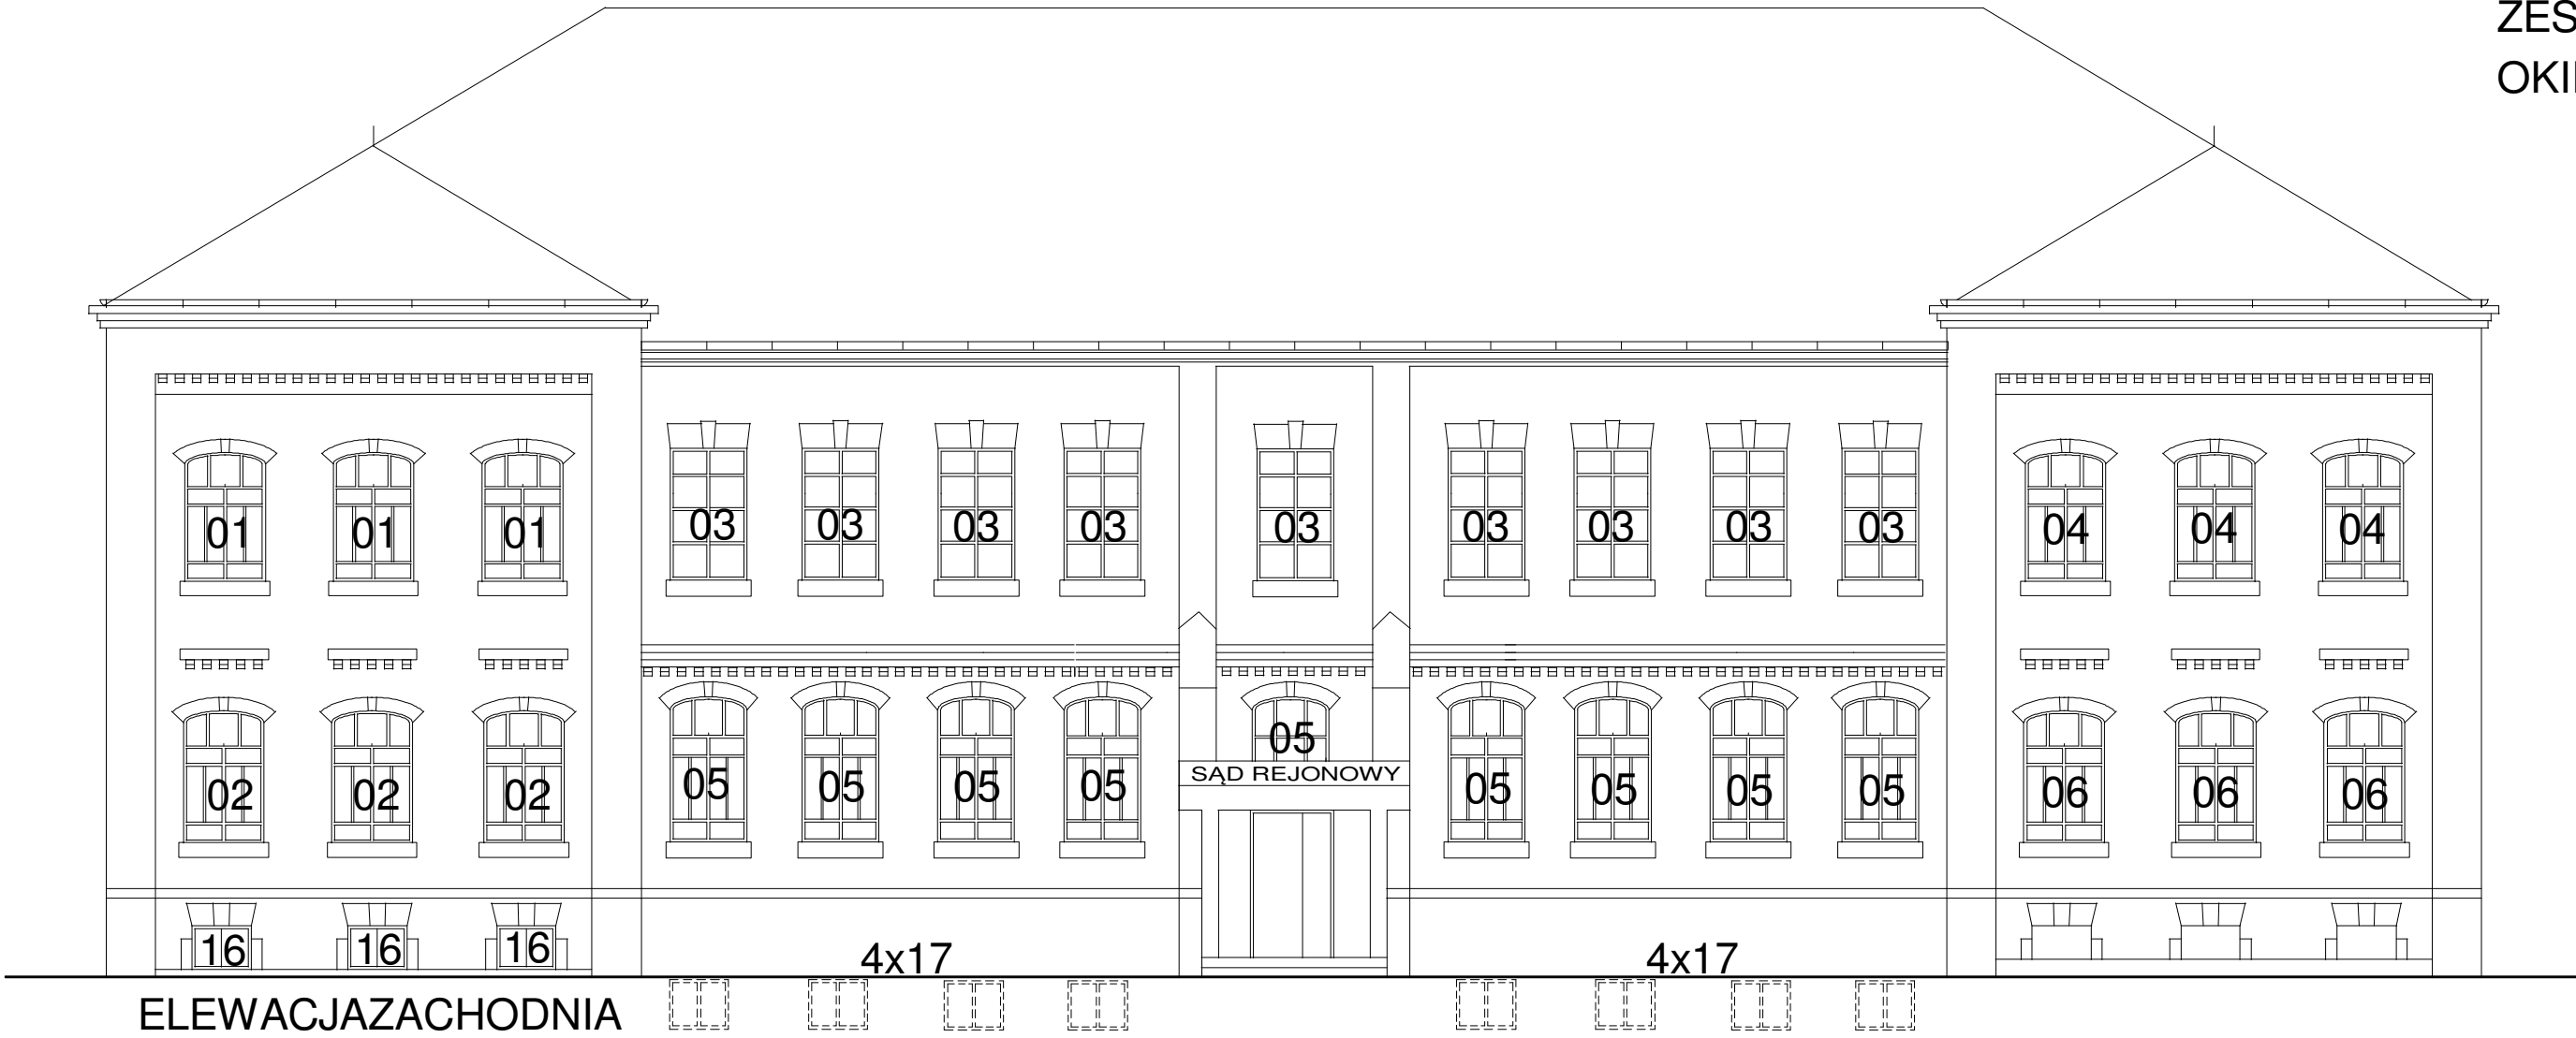 ZES
OKI
01 01 01 03 03 03 03 03 03 03 03 03 04 04 04
05
SĄD REJONOWY
02 02 02 05 05 05 05 05 05 05 05 06 06 06
16 16 16 4x17 4x17
ELEWACJAZACHODNIA